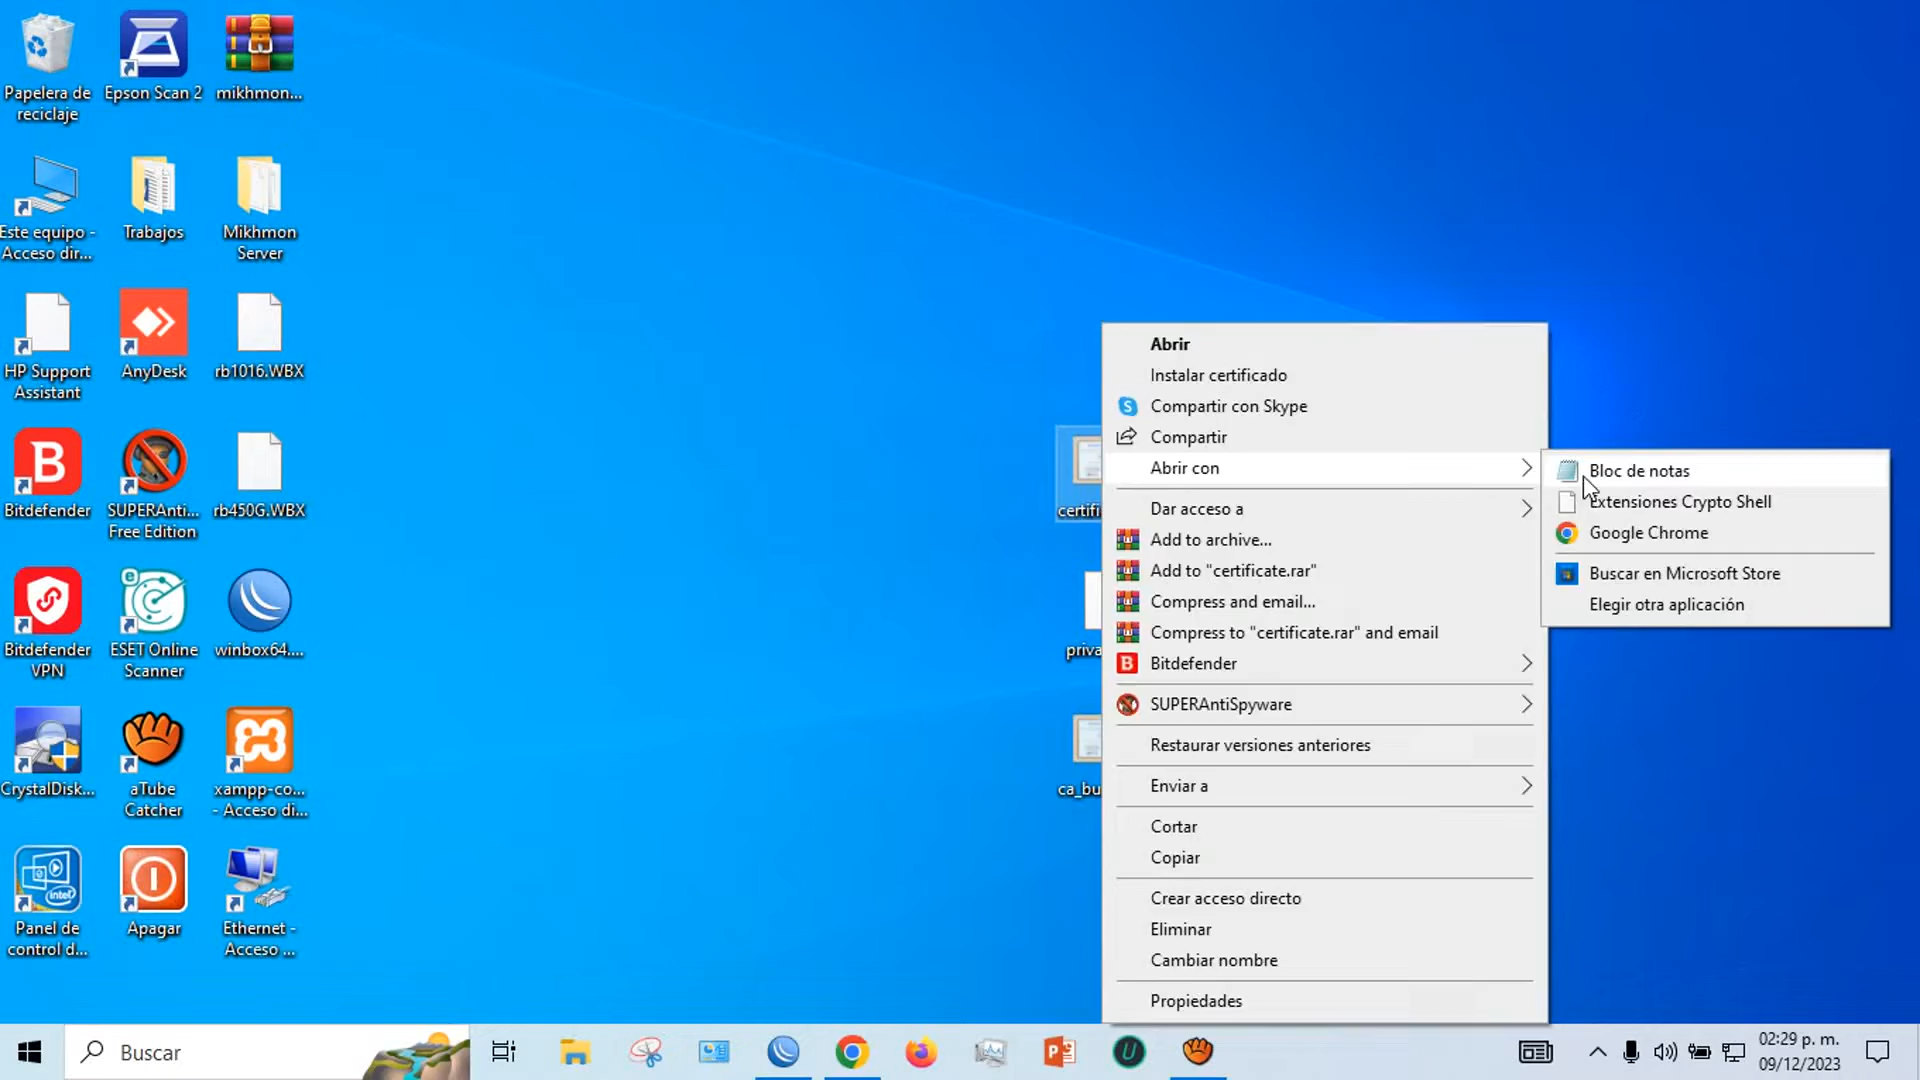 Papelera de
reciclaje
Epson Scan 2
mikhmon...
Este equipo -
Acceso dir...
Trabajos
Mikhmon
Server
HP Support
Assistant
AnyDesk
rb1016.WBX
Bitdefender
SUPERAnti...
Free Edition
rb450G.WBX
Bitdefender
VPN
ESET Online
Scanner
winbox64....
CrystalDisk...
aTube
Catcher
xampp-co...
- Acceso di...
intel
Panel de
control d...
Apagar
Ethernet -
Acceso ...
certifi
priva
ca_bu
Abrir
Instalar certificado
Compartir con Skype
Compartir
Abrir con
Dar acceso a
Add to archive...
Add to "certificate.rar"
Compress and email...
Compress to "certificate.rar" and email
Bitdefender
SUPERAntiSpyware
Restaurar versiones anteriores
Enviar a
Cortar
Copiar
Crear acceso directo
Eliminar
Cambiar nombre
Propiedades
Bloc de notas
Extensiones Crypto Shell
Google Chrome
Buscar en Microsoft Store
Elegir otra aplicación
Buscar
02:29 p. m.
09/12/2023